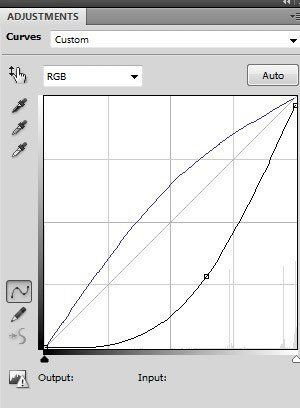 ADJUSTMENTS
Curves Custom
RGB Auto
Output: Input: